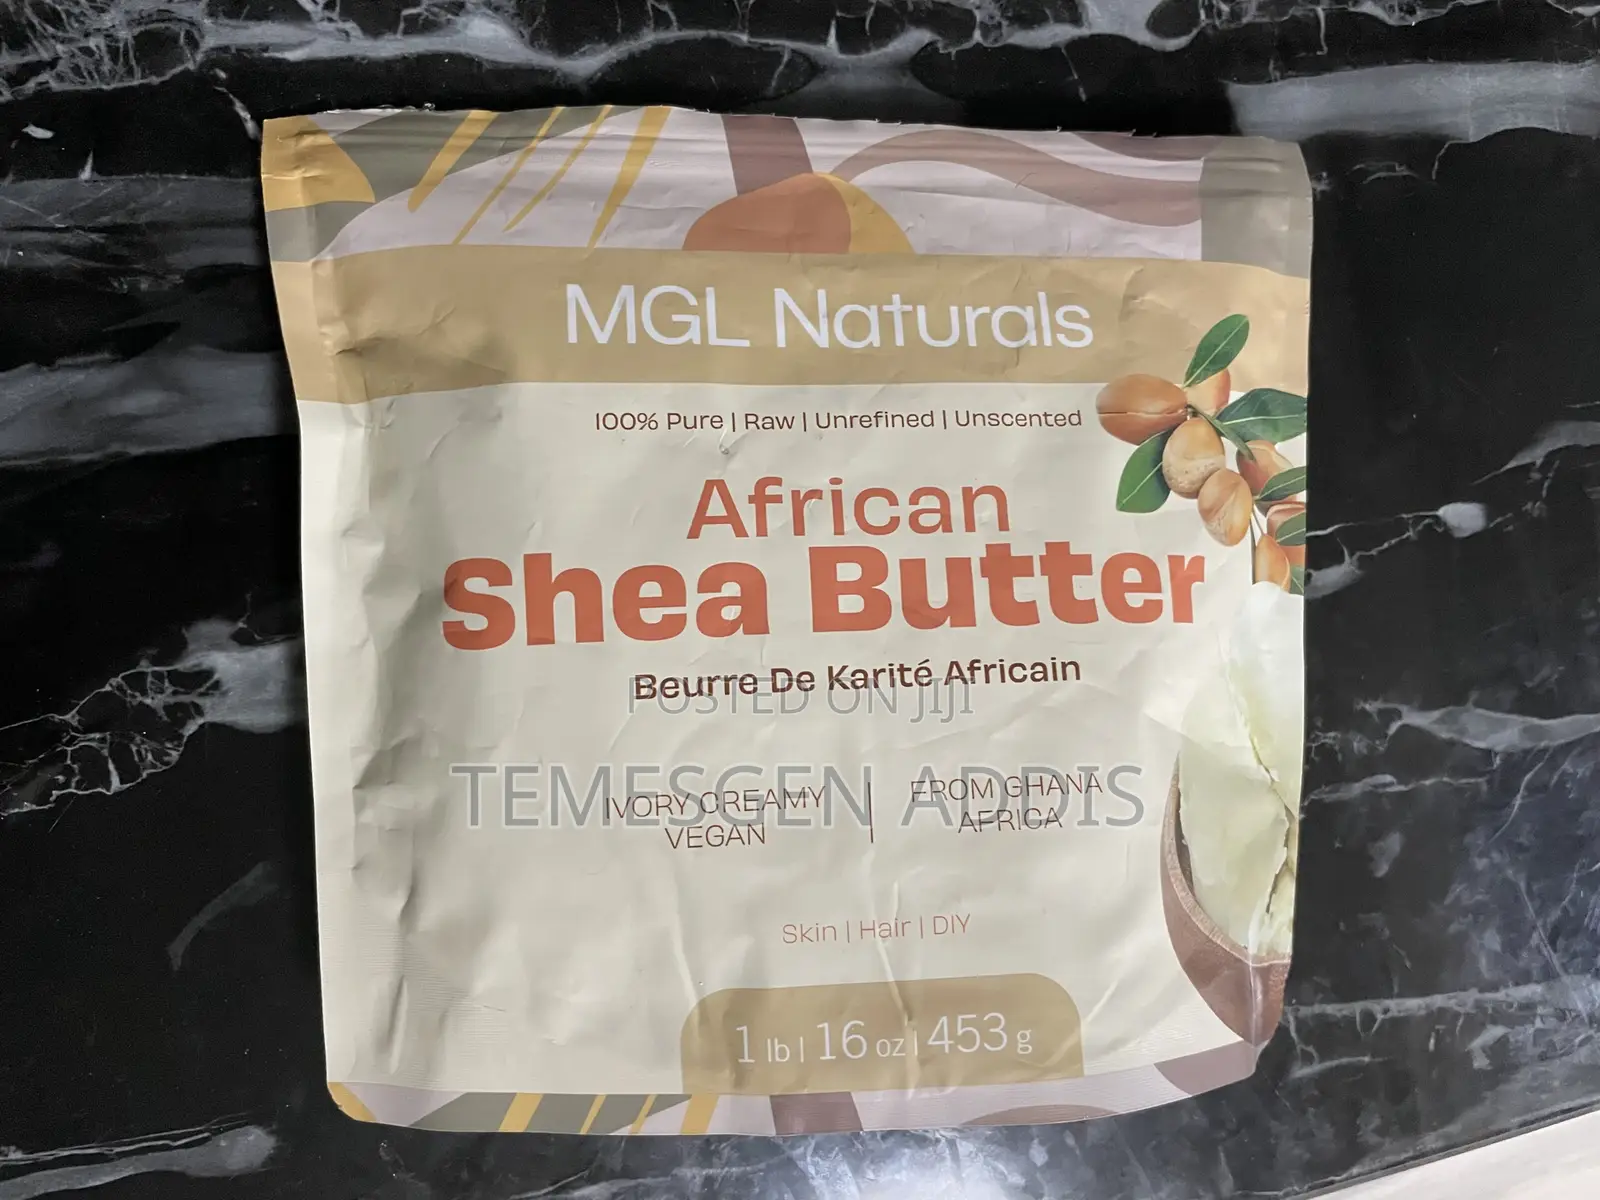 MGL Naturals
100% Pure | Raw | Unrefined | Unscented
African
Shea Butter
Beurre De Karité Africain
POSTED ON JIJI
TEMESGEN ADDIS
IVORY CREAMY
VEGAN
FROM GHANA
AFRICA
Skin | Hair | DIY
1 lb | 16 oz | 453 g